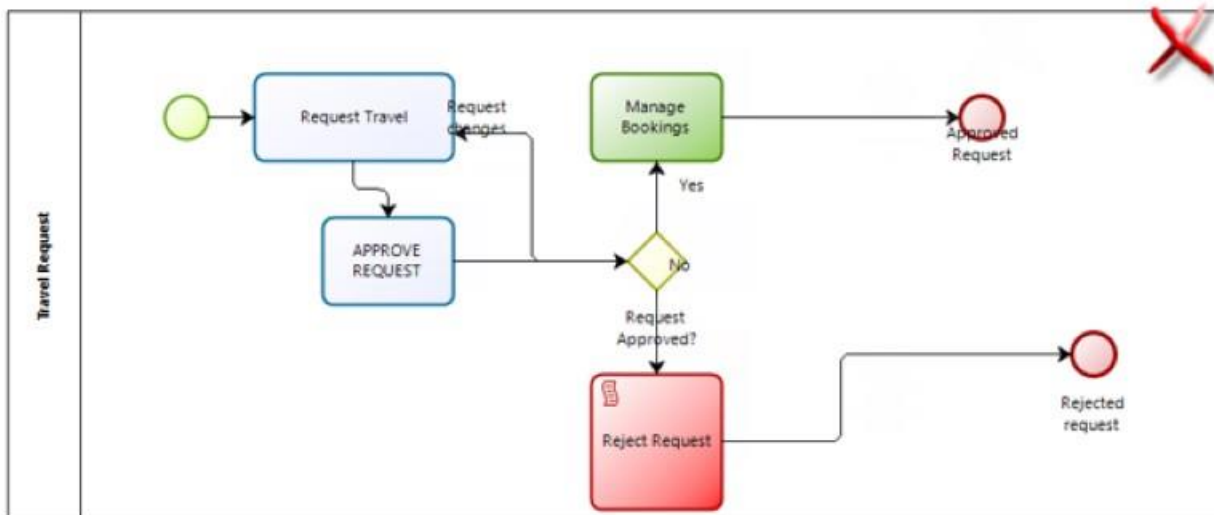 Travel Request
Request Travel
Request
changes
Manage
Bookings
Approved
Request
Yes
APPROVE
REQUEST
No
Request
Approved?
Reject Request
Rejected
request